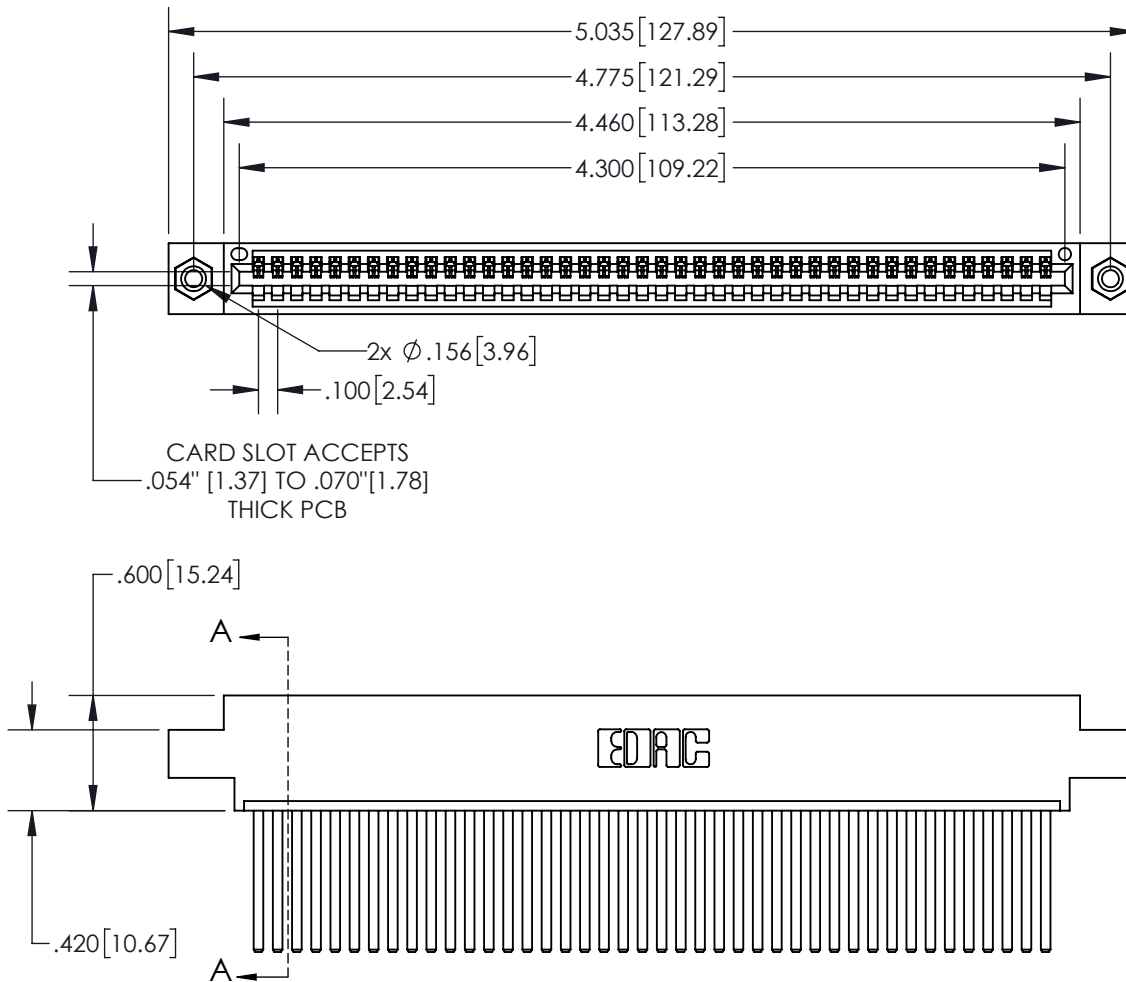 5.035[127.89]
4.775[121.29]
4.460[113.28]
4.300[109.22]
2x Ø.156[3.96]
.100[2.54]
CARD SLOT ACCEPTS
.054" [1.37] TO .070"[1.78]
THICK PCB
.600[15.24]
A
EDAC
.420[10.67]
A